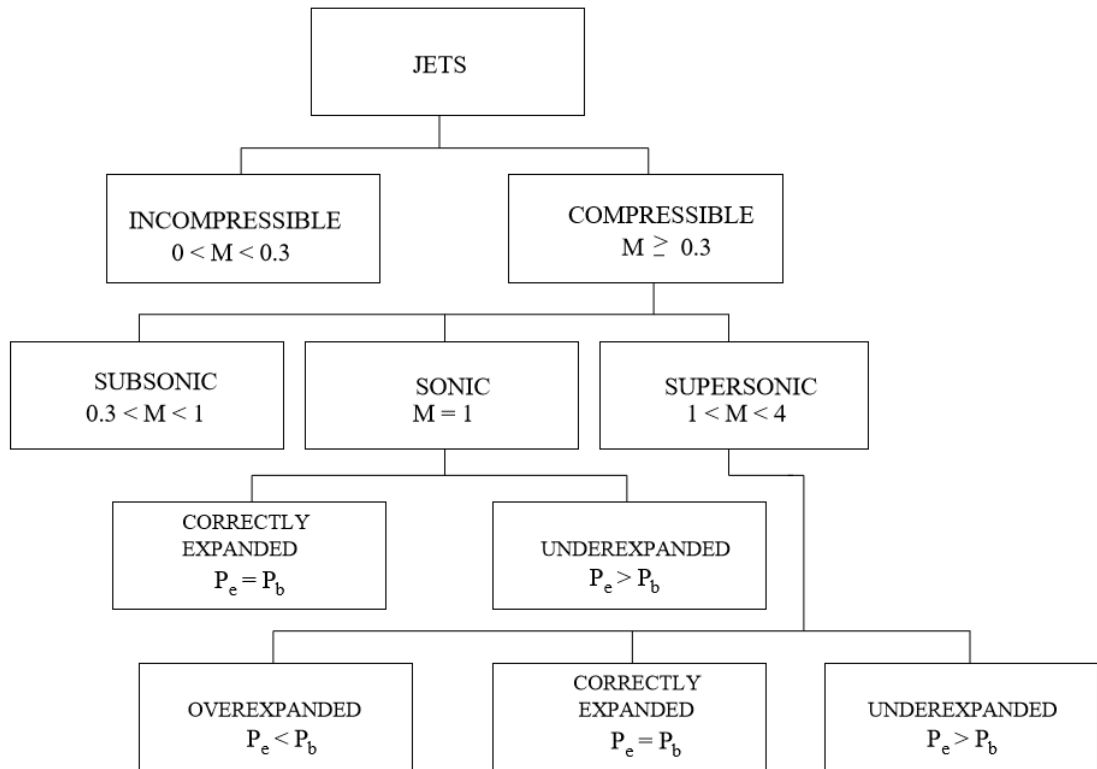 JETS
INCOMPRESSIBLE
0 < M < 0.3
COMPRESSIBLE
M ≥ 0.3
SUBSONIC
0.3 < M < 1
SONIC
M = 1
SUPERSONIC
1 < M < 4
CORRECTLY
EXPANDED
Pe = Pb
UNDEREXPANDED
Pe > Pb
OVEREXPANDED
Pe < Pb
CORRECTLY
EXPANDED
Pe = Pb
UNDEREXPANDED
Pe > Pb